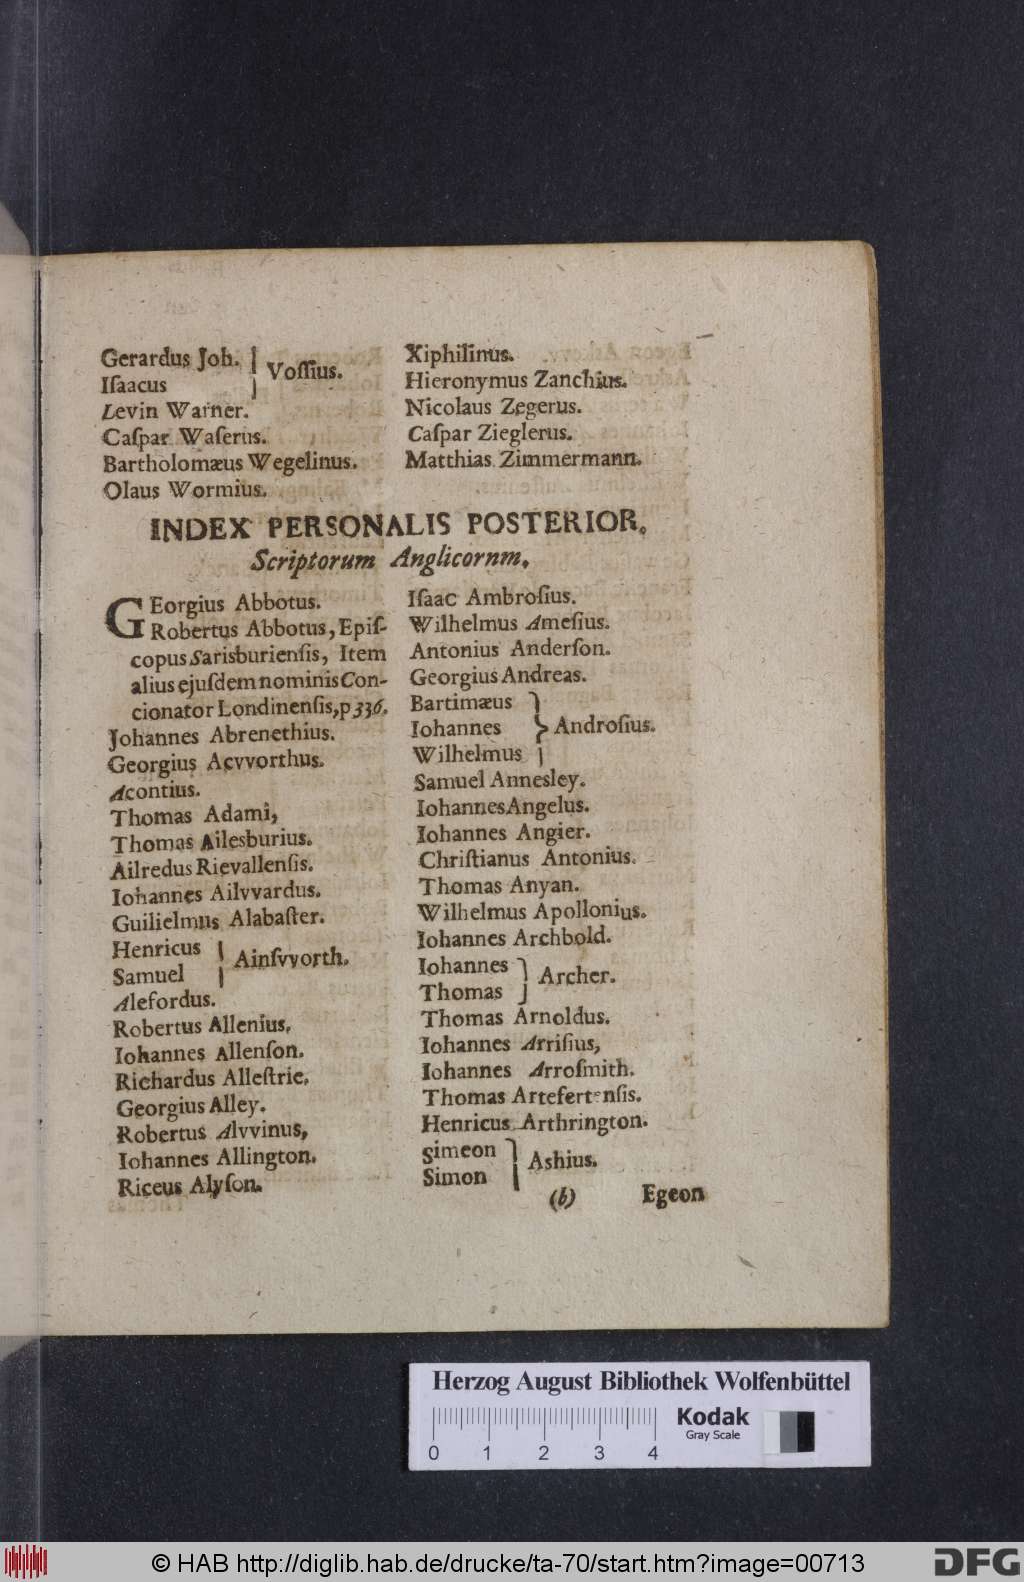 Gerardus Joh. } Voſſius.
Iſaacus
Levin Warner.
Caſpar Waſerus.
Bartholomæus Wegelinus.
Olaus Wormius.
Xiphilinus.
Hieronymus Zanchius.
Nicolaus Zegerus.
Caſpar Zieglerus.
Matthias Zimmermann.
INDEX PERSONALIS POSTERIOR.
Scriptorum Anglicornm.
GEorgius Abbotus.
Robertus Abbotus, Epiſ-
copus Sarisburienſis, Item
alius ejuſdem nominis Con-
cionator Londinenſis, p 336.
Johannes Abrenethius.
Georgius Acvvorthus.
Acontius.
Thomas Adami,
Thomas Ailesburius.
Ailredus Rievallenſis.
Iohannes Ailvvardus.
Guilielmus Alabaſter.
Henricus } Ainſvvorth.
Samuel
Alefordus.
Robertus Allenius,
Iohannes Allenſon.
Richardus Alleſtrie,
Georgius Alley.
Robertus Alvvinus,
Iohannes Allington.
Riceus Alyſon.
Iſaac Ambroſius.
Wilhelmus Ameſius.
Antonius Anderſon.
Georgius Andreas.
Bartimæus
Iohannes } Androſius.
Wilhelmus
Samuel Annesley.
Iohannes Angelus.
Iohannes Angier.
Chriſtianus Antonius.
Thomas Anyan.
Wilhelmus Apollonius.
Iohannes Archbold.
Iohannes } Archer.
Thomas
Thomas Arnoldus.
Iohannes Arriſius,
Iohannes Arroſmith.
Thomas Artefertenſis.
Henricus Arthrington.
Simeon } Ashius.
Simon
(b) Egeon
Herzog August Bibliothek Wolfenbüttel
Kodak
Gray Scale
0 1 2 3 4
© HAB http://diglib.hab.de/drucke/ta-70/start.htm?image=00713
DFG